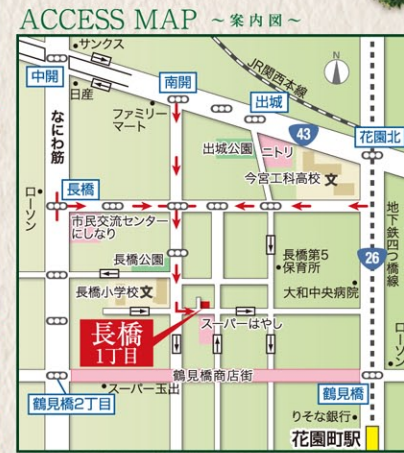 ACCESS MAP ～案内図～
サンクス
中開
日産
南開
ファミリー
マート
出城
JR関西本線
N
43
花園北
なにわ筋
出城公園
ニトリ
今宮工科高校
文
ローソン
長橋
市民交流センター
にしなり
地下鉄四つ橋線
26
長橋公園
長橋第5
保育所
長橋小学校
文
大和中央病院
長橋
1丁目
スーパーはやし
ローソン
鶴見橋商店街
鶴見橋2丁目
スーパー玉出
鶴見橋
りそな銀行
花園町駅